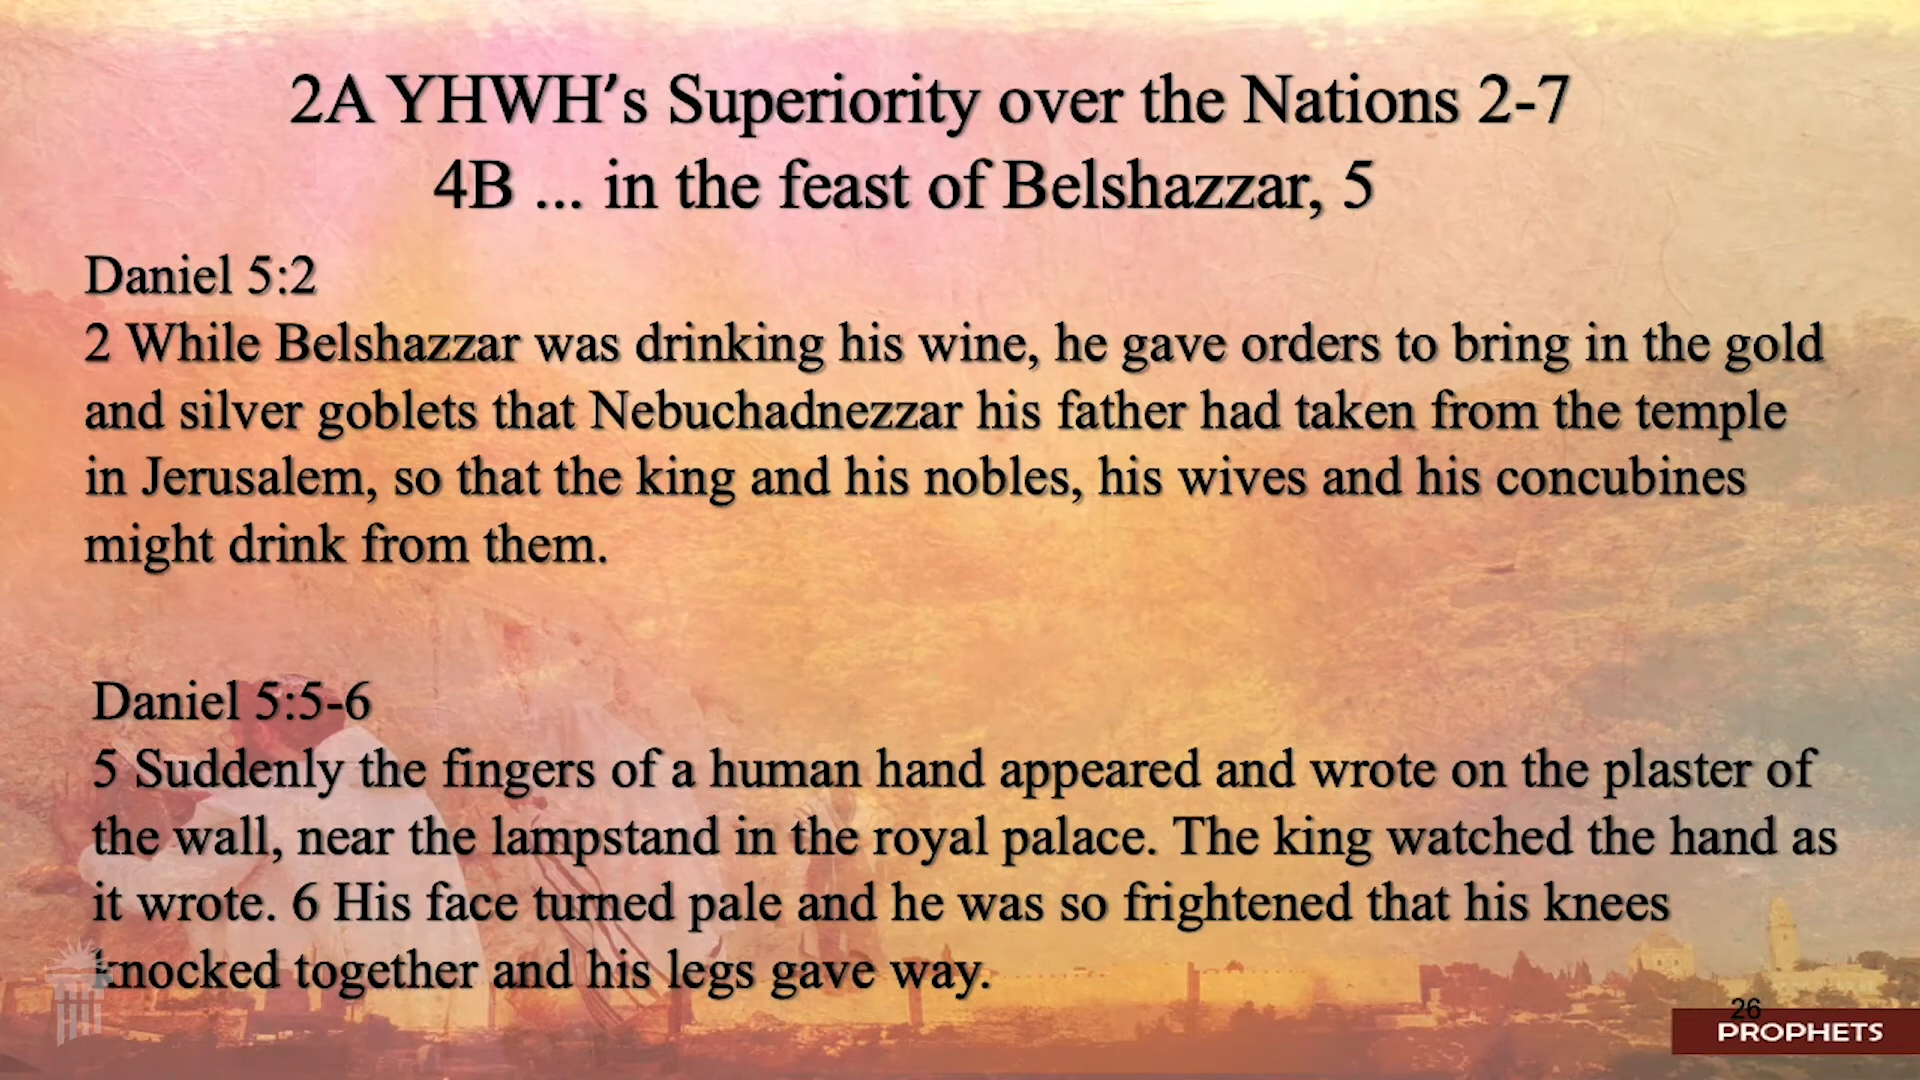 2A YHWH’s Superiority over the Nations 2-7
4B ... in the feast of Belshazzar, 5
Daniel 5:2
2 While Belshazzar was drinking his wine, he gave orders to bring in the gold
and silver goblets that Nebuchadnezzar his father had taken from the temple
in Jerusalem, so that the king and his nobles, his wives and his concubines
might drink from them.
Daniel 5:5-6
5 Suddenly the fingers of a human hand appeared and wrote on the plaster of
the wall, near the lampstand in the royal palace. The king watched the hand as
it wrote. 6 His face turned pale and he was so frightened that his knees
knocked together and his legs gave way.
26
PROPHETS